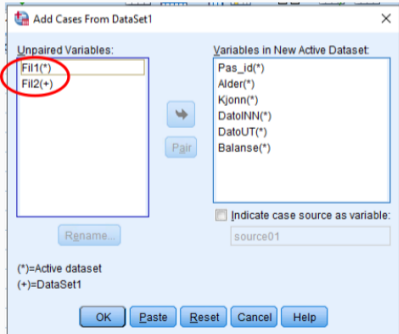 Add Cases From DataSet1
Unpaired Variables:
Fil1(*)
Fil2(+)
Pair
Rename...
Variables in New Active Dataset:
Pas_id(*)
Alder(*)
Kjonn(*)
DatoINN(*)
DatoUT(*)
Balanse(*)
Indicate case source as variable:
source01
(*)=Active dataset
(+)=DataSet1
OK Paste Reset Cancel Help